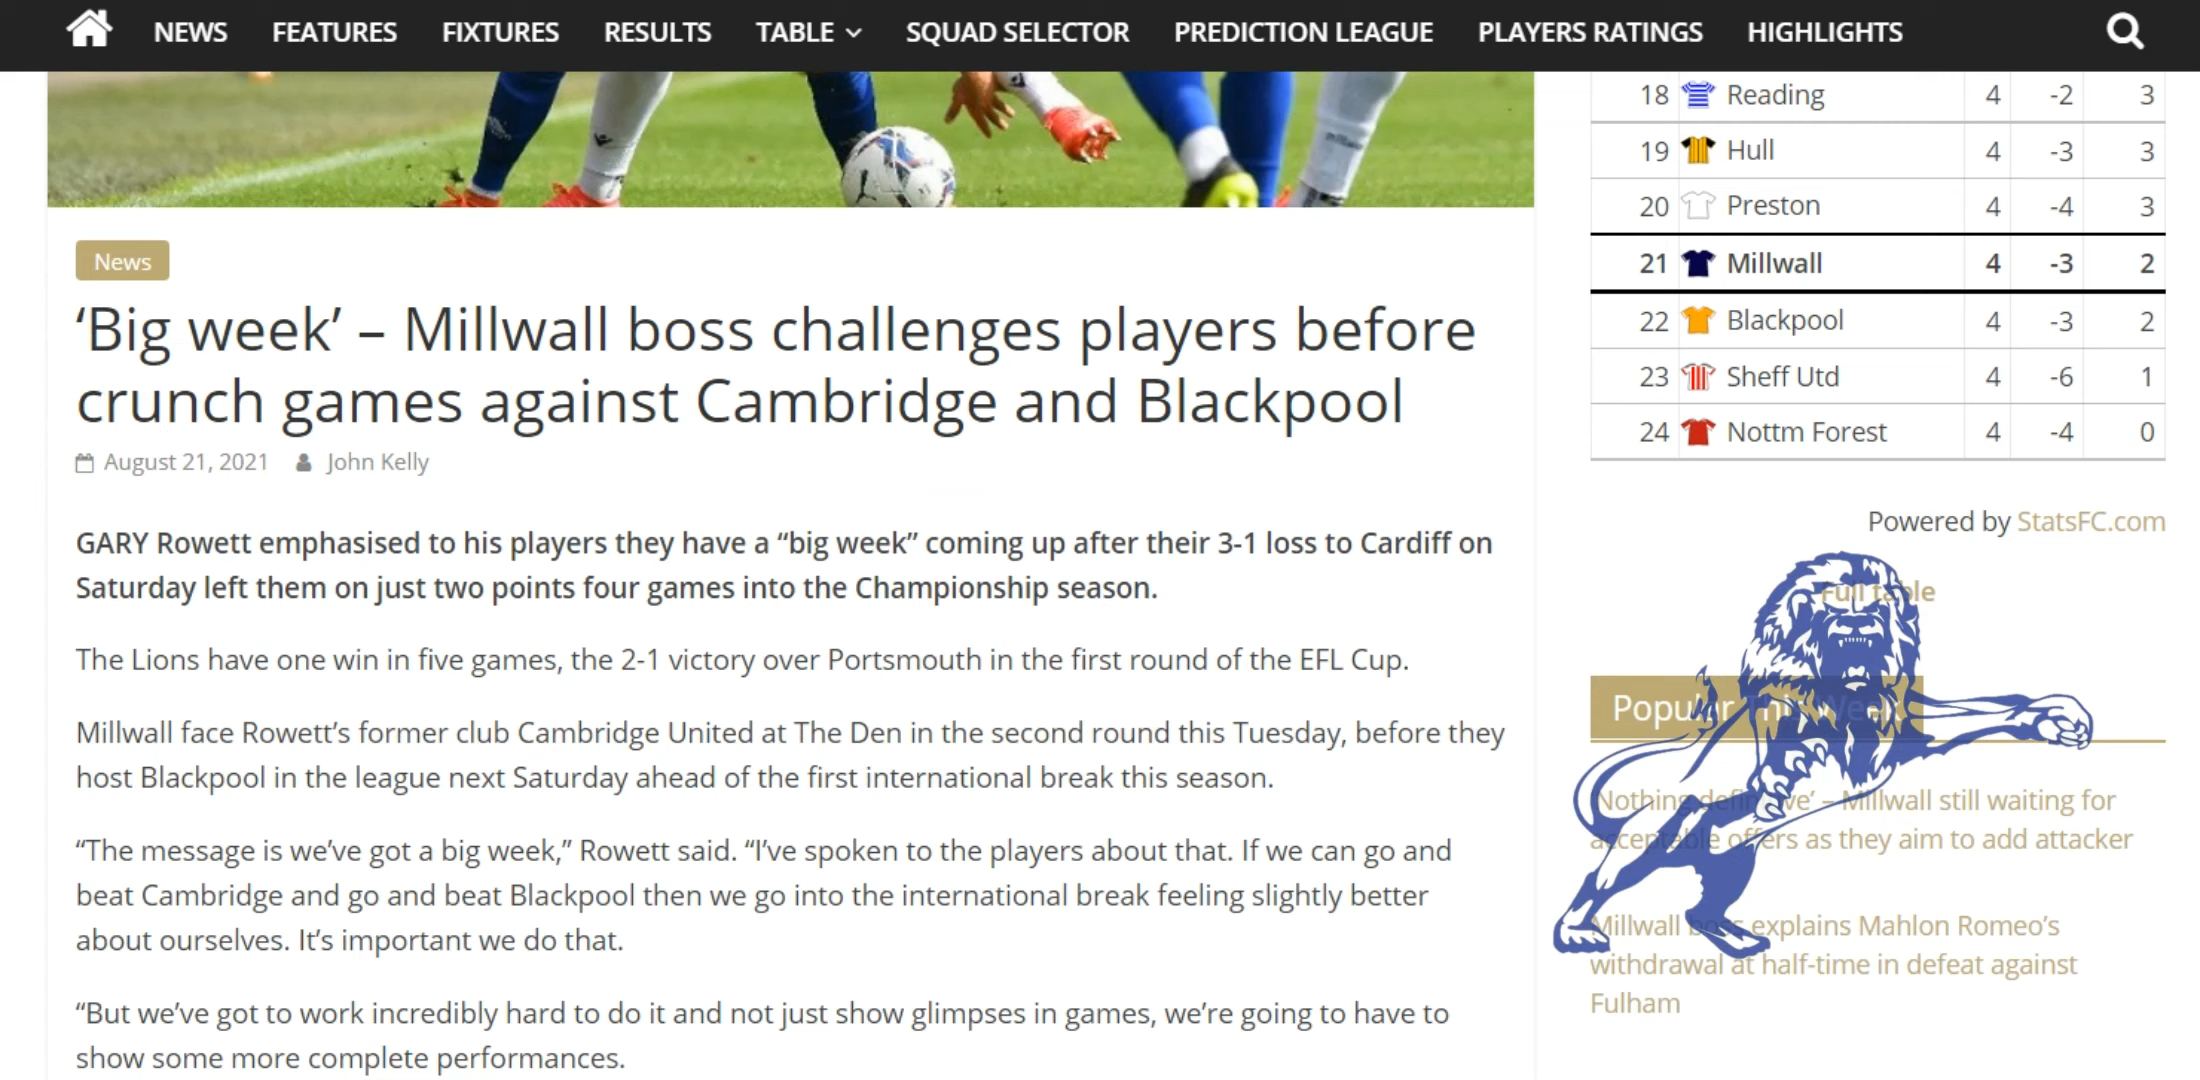 NEWS FEATURES FIXTURES RESULTS TABLE SQUAD SELECTOR PREDICTION LEAGUE PLAYERS RATINGS HIGHLIGHTS
News
‘Big week’ – Millwall boss challenges players before
crunch games against Cambridge and Blackpool
August 21, 2021 John Kelly
GARY Rowett emphasised to his players they have a “big week” coming up after their 3-1 loss to Cardiff on
Saturday left them on just two points four games into the Championship season.
The Lions have one win in five games, the 2-1 victory over Portsmouth in the first round of the EFL Cup.
Millwall face Rowett’s former club Cambridge United at The Den in the second round this Tuesday, before they
host Blackpool in the league next Saturday ahead of the first international break this season.
“The message is we’ve got a big week,” Rowett said. “I’ve spoken to the players about that. If we can go and
beat Cambridge and go and beat Blackpool then we go into the international break feeling slightly better
about ourselves. It’s important we do that.
“But we’ve got to work incredibly hard to do it and not just show glimpses in games, we’re going to have to
show some more complete performances.
18 Reading 4 -2 3
19 Hull 4 -3 3
20 Preston 4 -4 3
21 Millwall 4 -3 2
22 Blackpool 4 -3 2
23 Sheff Utd 4 -6 1
24 Nottm Forest 4 -4 0
Powered by StatsFC.com
Full table
Popular This Week
‘Nothing definitive’ – Millwall still waiting for
acceptable offers as they aim to add attacker
Millwall boss explains Mahlon Romeo’s
withdrawal at half-time in defeat against
Fulham